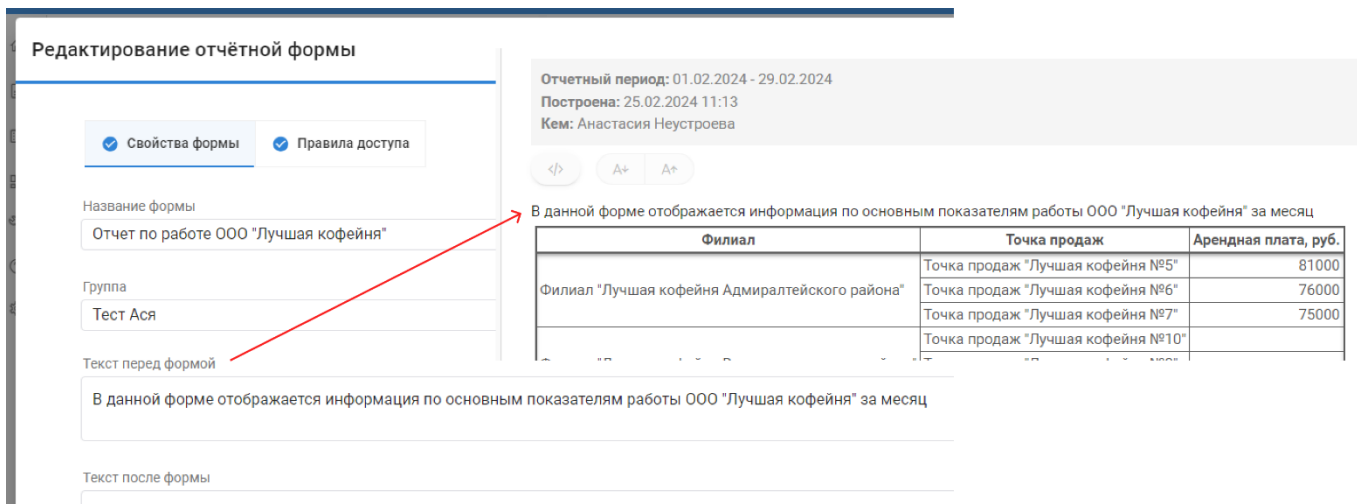 Редактирование отчётной формы
Свойства формы
Правила доступа
Название формы
Отчет по работе ООО "Лучшая кофейня"
Группа
Тест Ася
Текст перед формой
В данной форме отображается информация по основным показателям работы ООО "Лучшая кофейня" за месяц
Текст после формы
Отчетный период: 01.02.2024 - 29.02.2024
Построена: 25.02.2024 11:13
Кем: Анастасия Неустроева
</> A↓ A↑
В данной форме отображается информация по основным показателям работы ООО "Лучшая кофейня" за месяц
Филиал Точка продаж Арендная плата, руб.
Точка продаж "Лучшая кофейня №5" 81000
Филиал "Лучшая кофейня Адмиралтейского района" Точка продаж "Лучшая кофейня №6" 76000
Точка продаж "Лучшая кофейня №7" 75000
Точка продаж "Лучшая кофейня №10"